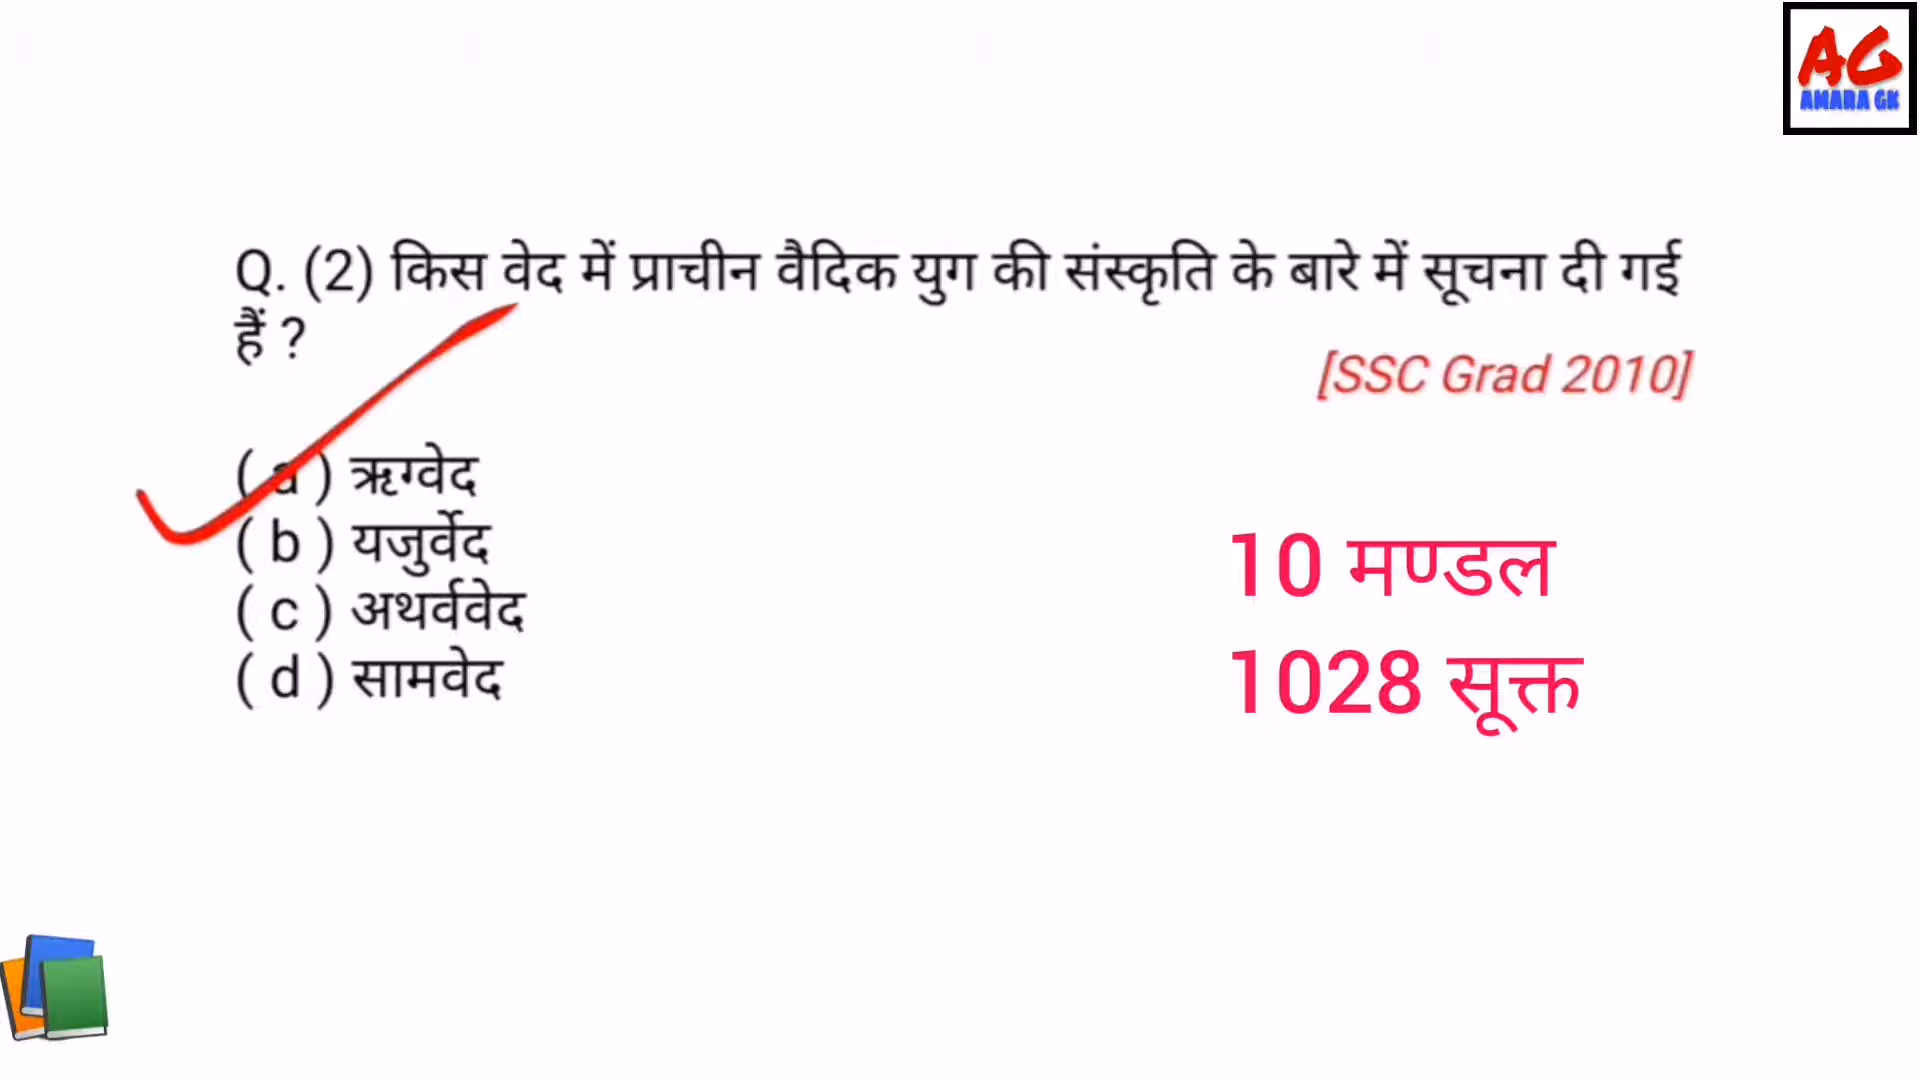 AG
AMARA GK
Q. (2) किस वेद में प्राचीन वैदिक युग की संस्कृति के बारे में सूचना दी गई
हैं ?
[SSC Grad 2010]
( a ) ऋग्वेद
( b ) यजुर्वेद
( c ) अथर्ववेद
( d ) सामवेद
10 मण्डल
1028 सूक्त